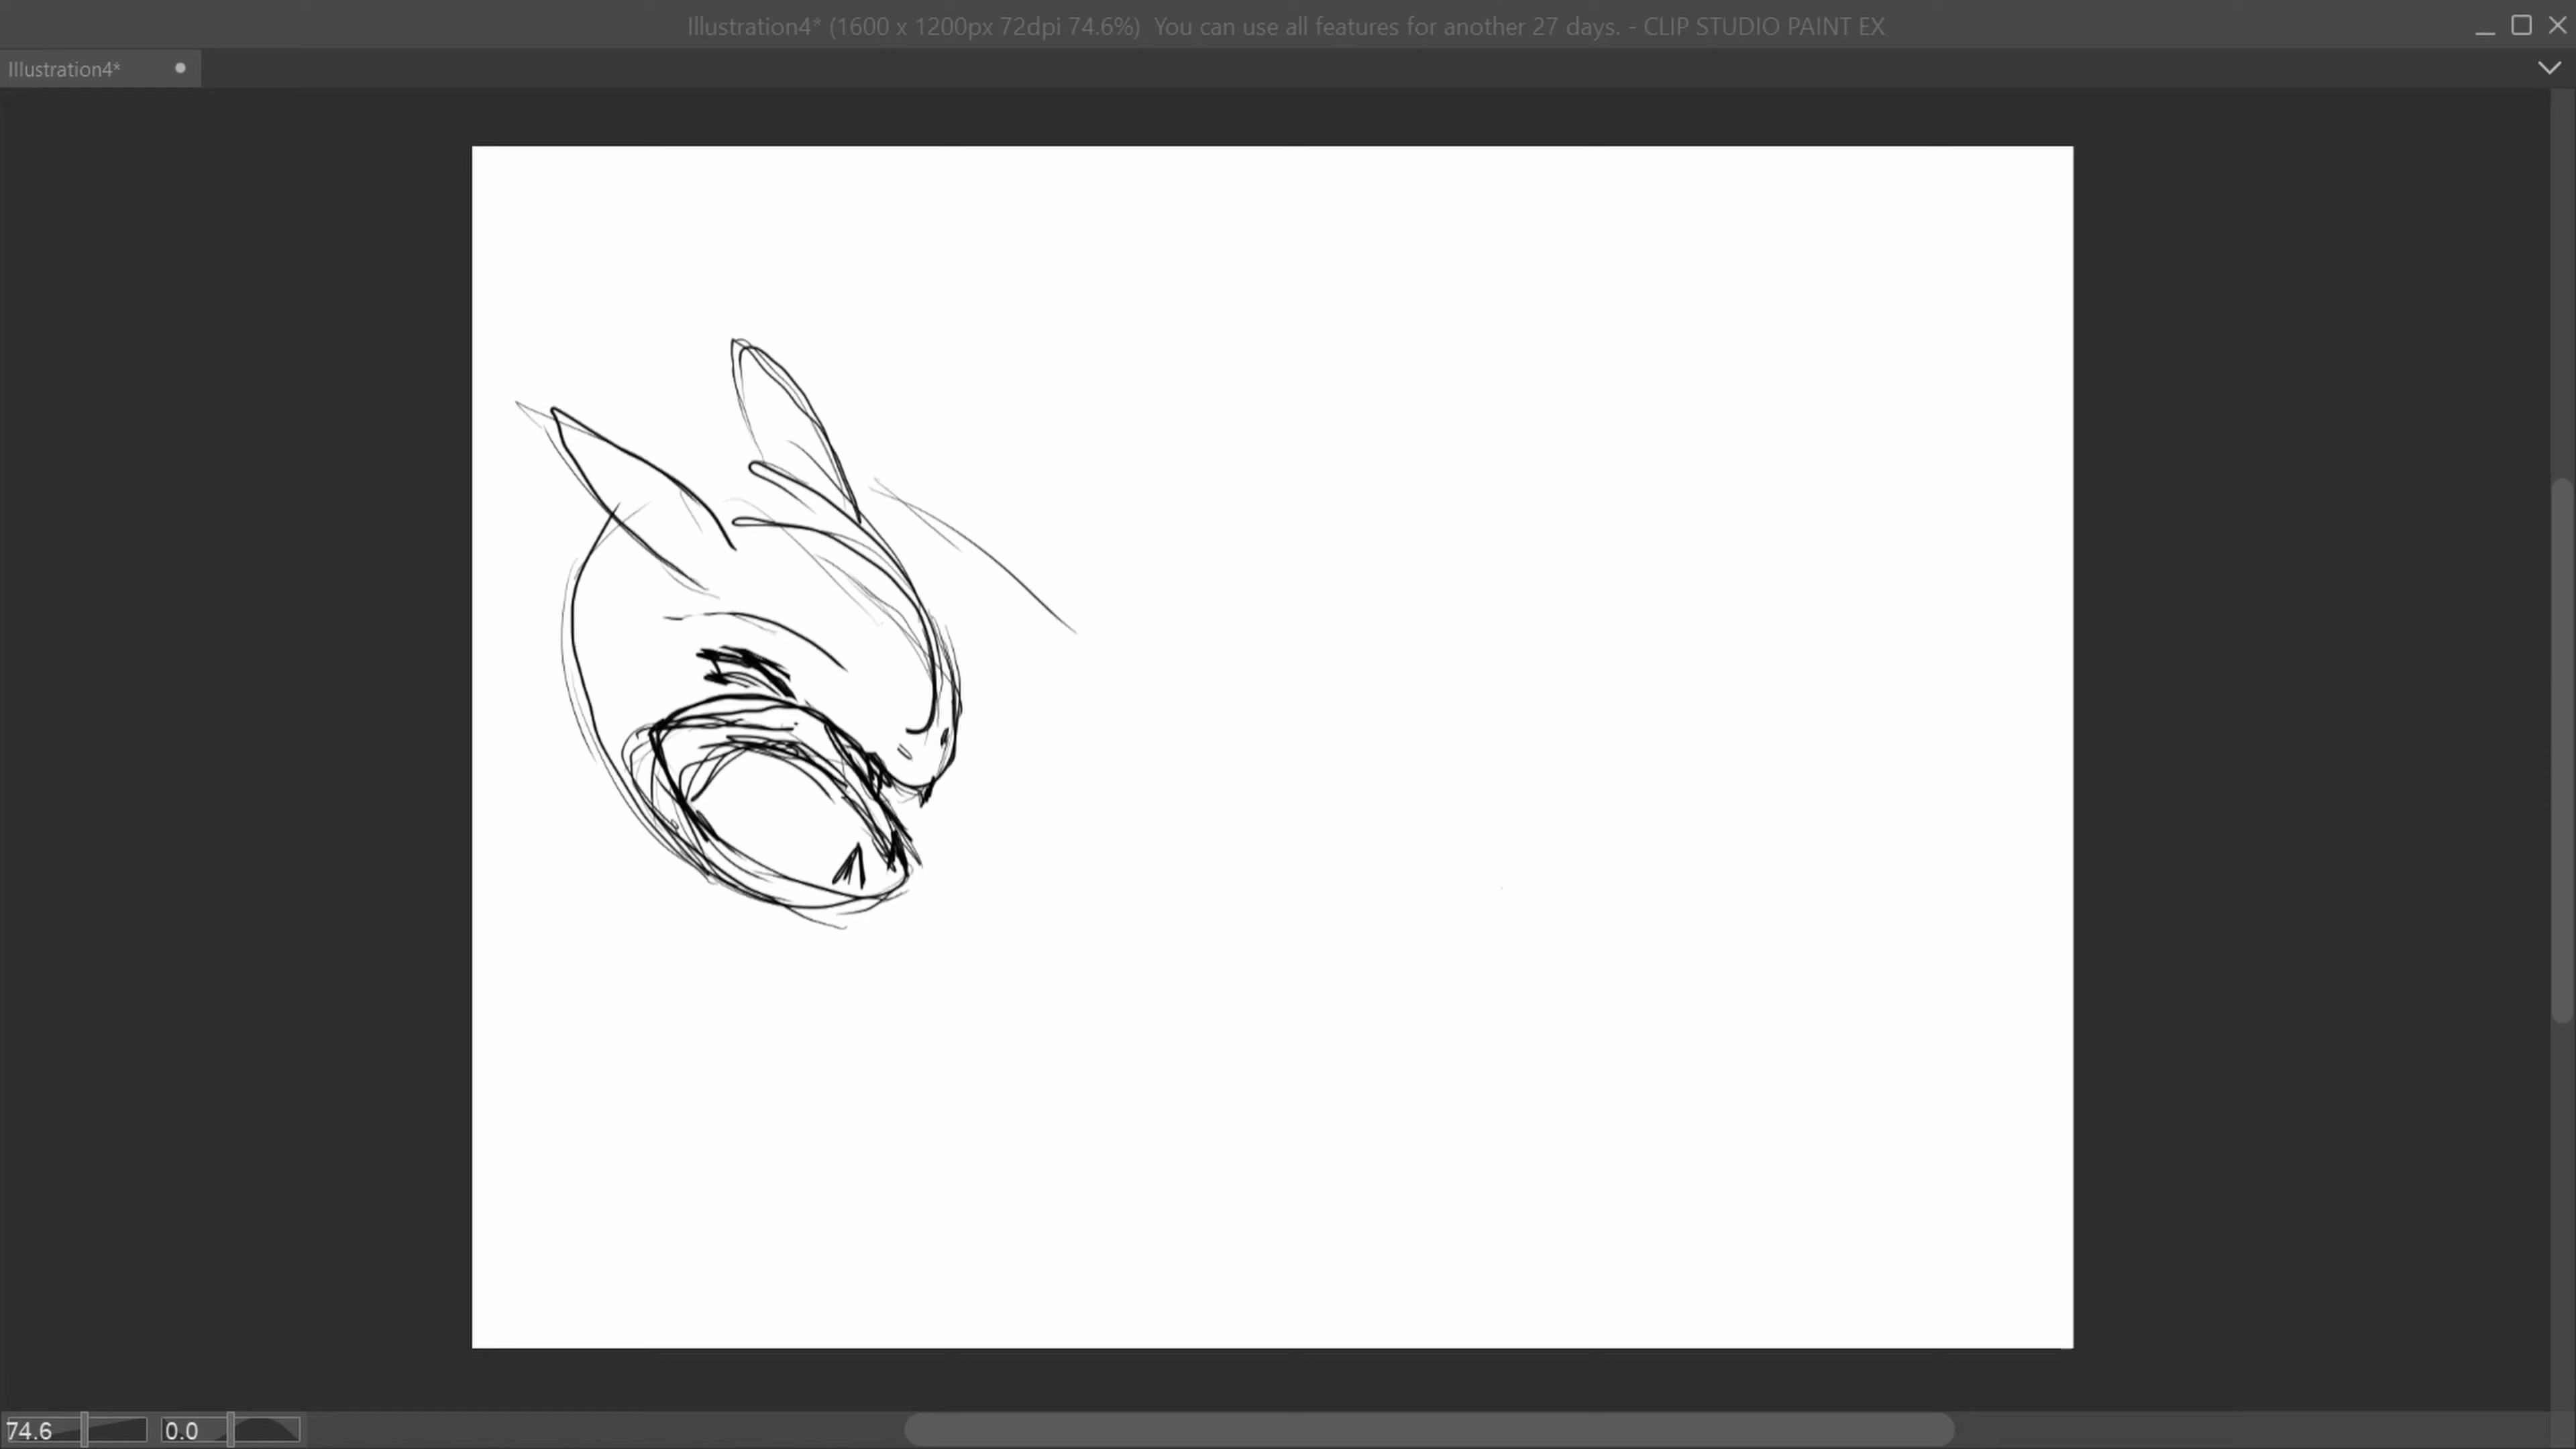 Illustration4* (1600 x 1200px 72dpi 74.6%) You can use all features for another 27 days. - CLIP STUDIO PAINT EX
Illustration4*
74.6
0.0